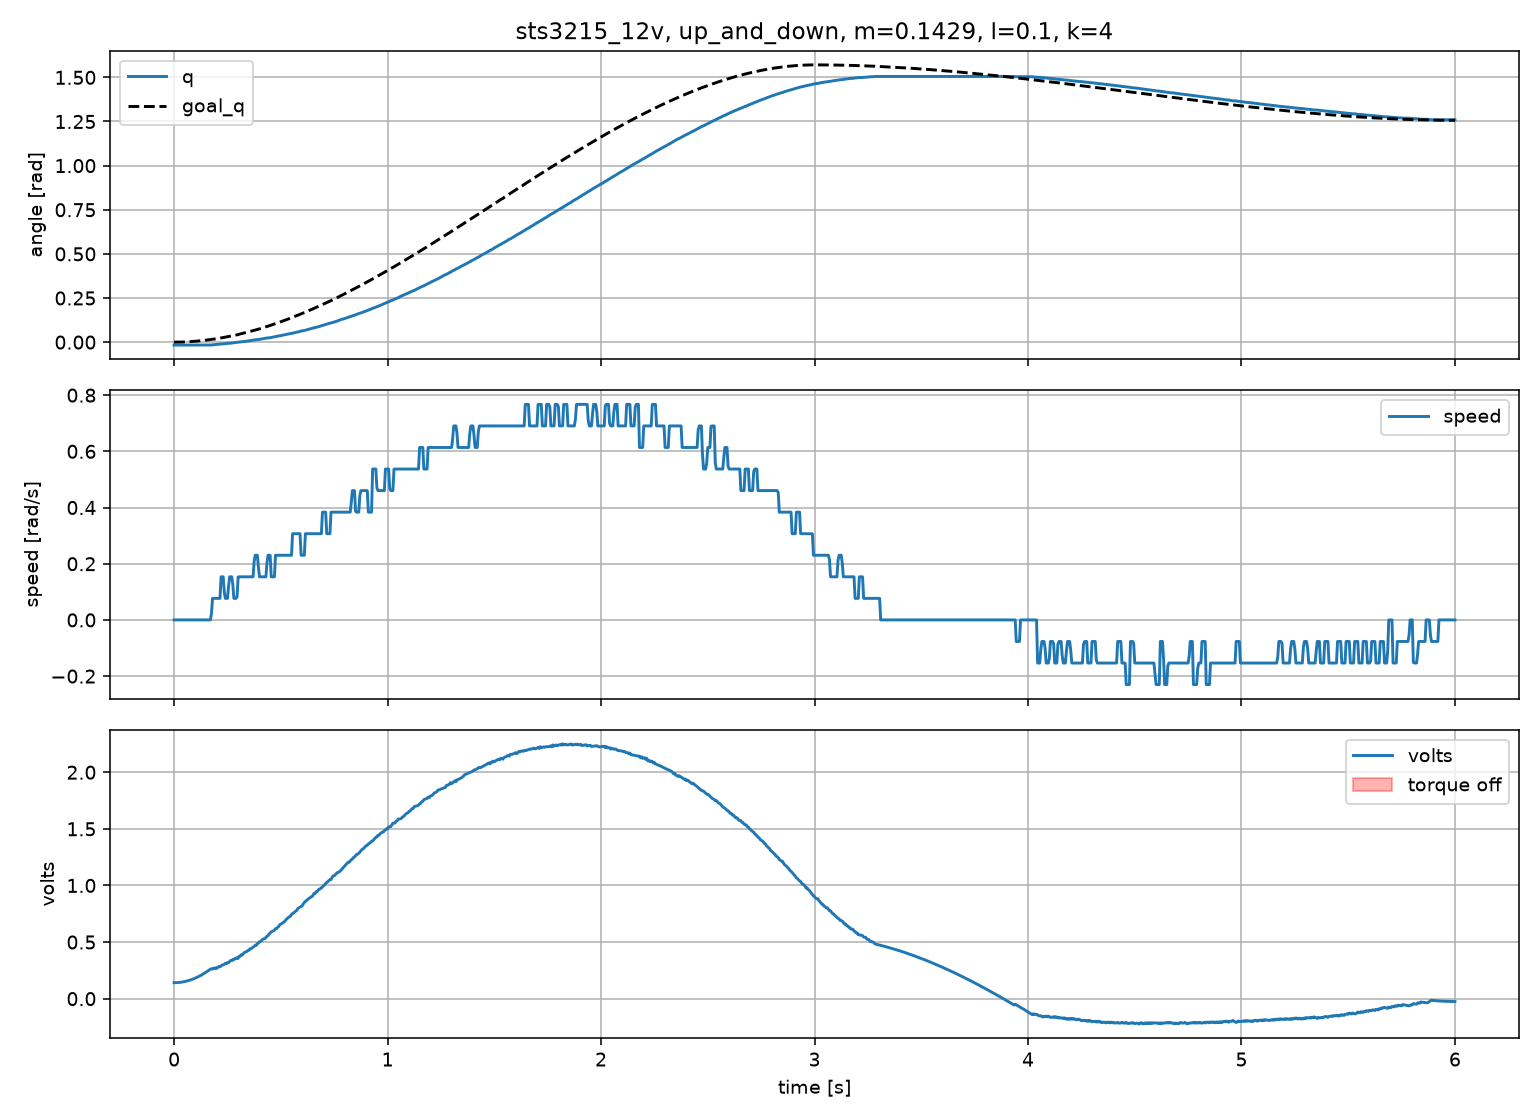 sts3215_12v, up_and_down, m=0.1429, l=0.1, k=4
q
goal_q
1.50
1.25
1.00
0.75
0.50
0.25
0.00
angle [rad]
speed
0.8
0.6
0.4
0.2
0.0
−0.2
speed [rad/s]
volts
torque off
2.0
1.5
1.0
0.5
0.0
volts
0 1 2 3 4 5 6
time [s]